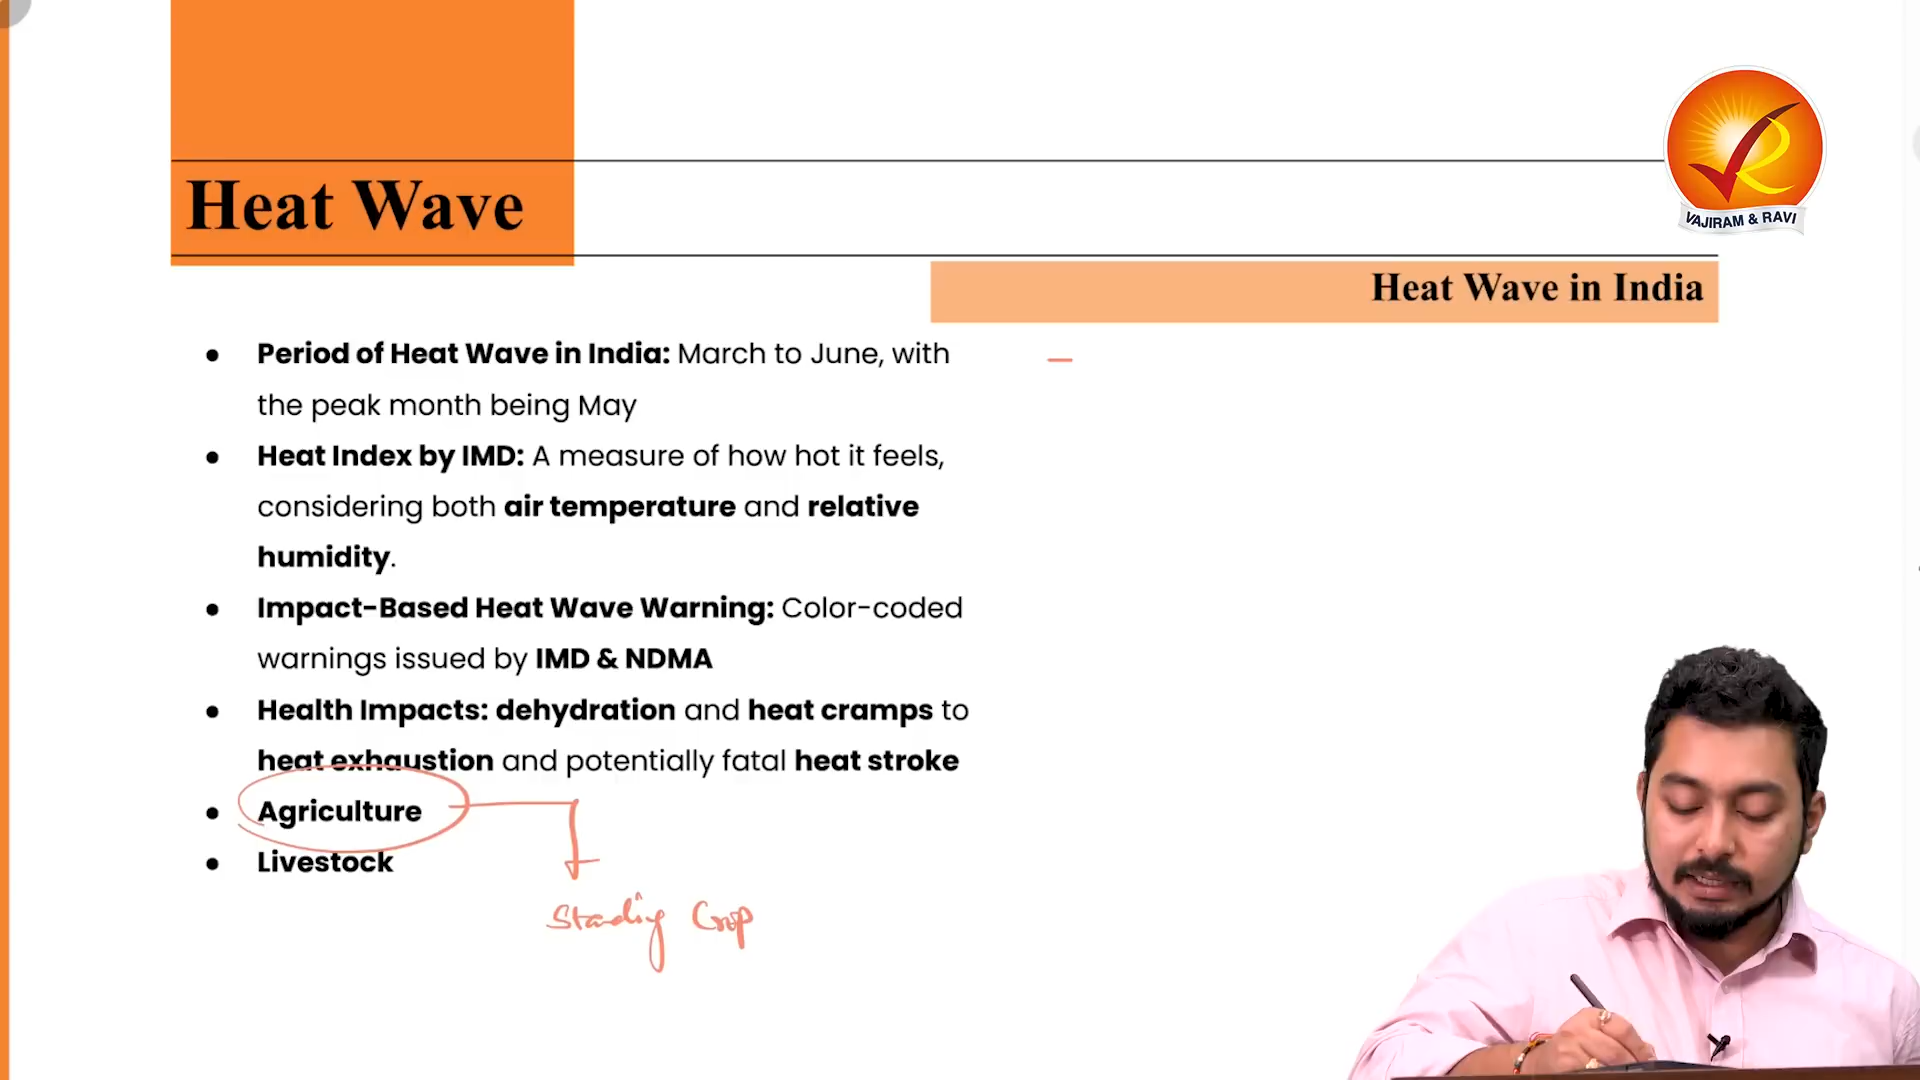 VAJIRAM & RAVI
Heat Wave
Heat Wave in India
● Period of Heat Wave in India: March to June, with
the peak month being May
● Heat Index by IMD: A measure of how hot it feels,
considering both air temperature and relative
humidity.
● Impact-Based Heat Wave Warning: Color-coded
warnings issued by IMD & NDMA
● Health Impacts: dehydration and heat cramps to
heat exhaustion and potentially fatal heat stroke
● Agriculture
● Livestock
Standing Crop